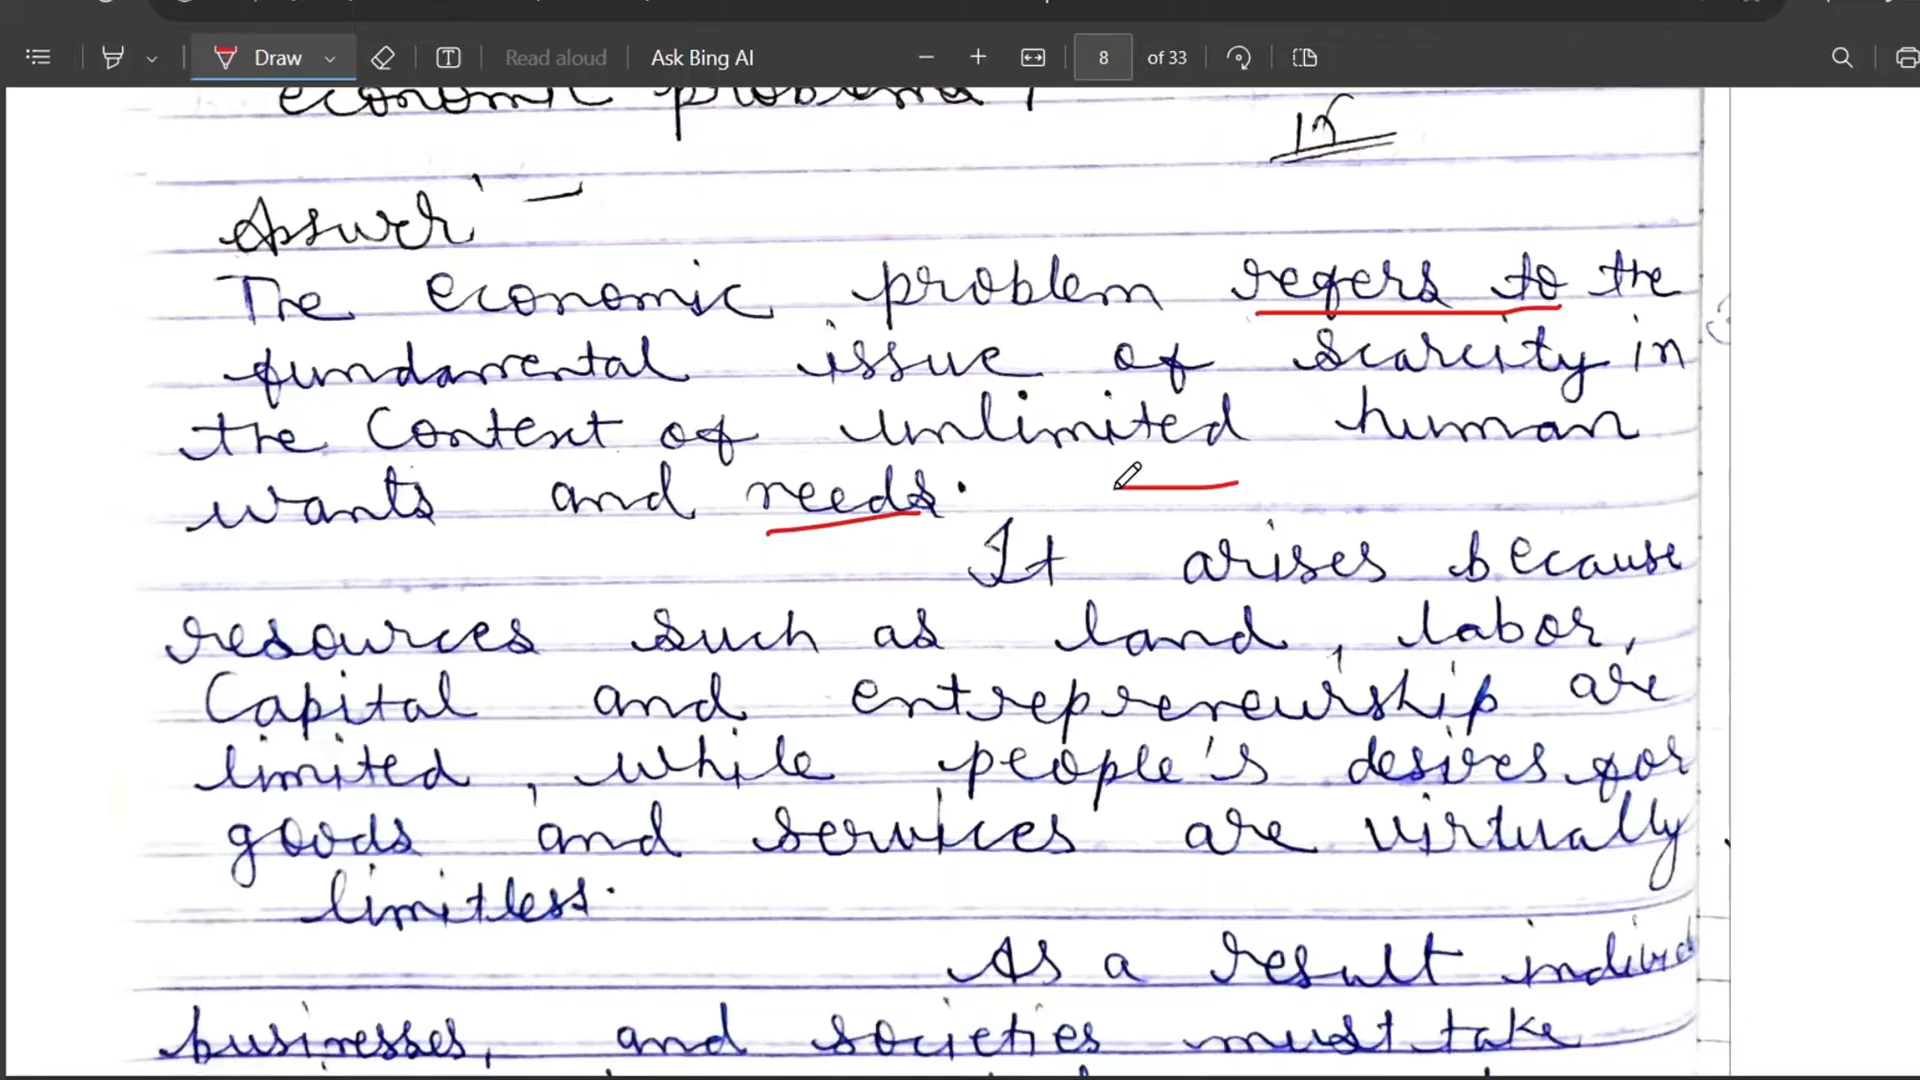 Draw
Read aloud
Ask Bing AI
8 of 33
economic problems?
15
Answer :-
The economic problem refers to the
fundamental issue of scarcity in
the Context of unlimited human
wants and needs.
It arises because
resources such as land, labor,
Capital and entrepreneurship are
limited, while people's desires for
goods and services are virtually
limitless.
As a result individ
businesses, and societies must take